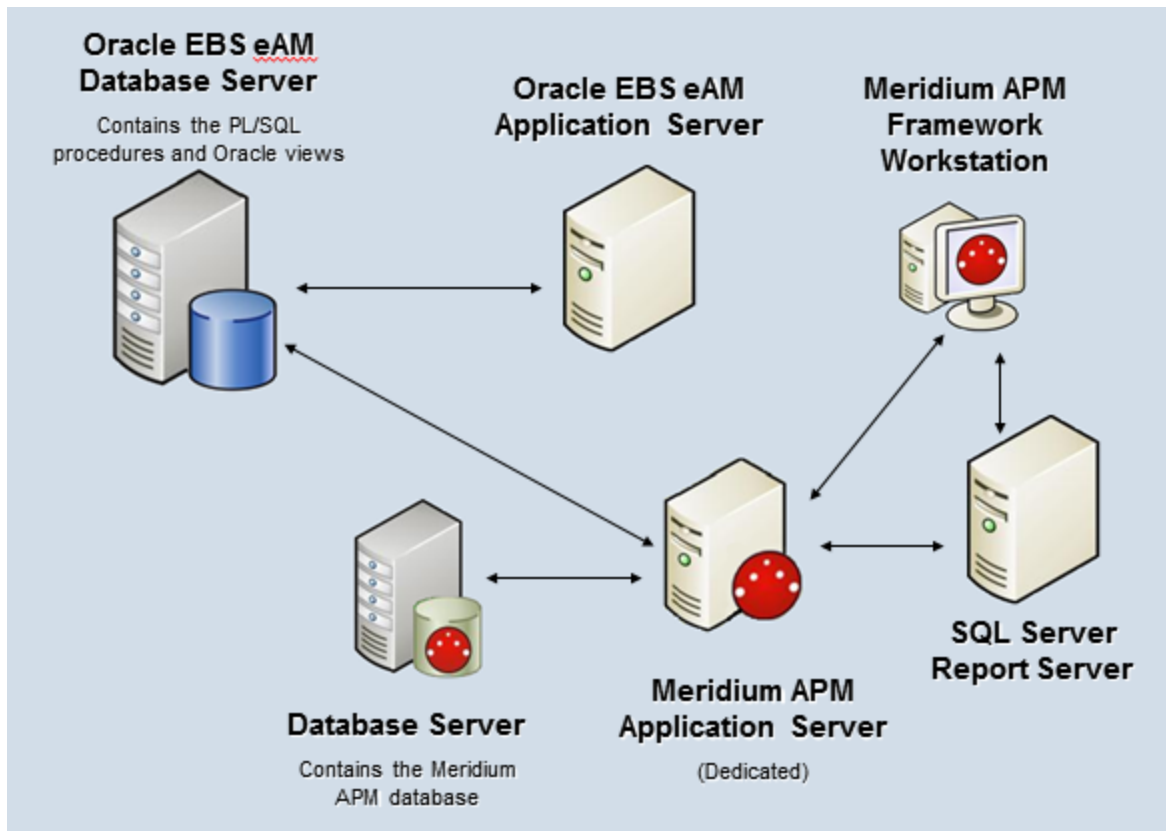 Oracle EBS eAM
Database Server
Contains the PL/SQL
procedures and Oracle views
Oracle EBS eAM
Application Server
Meridium APM
Framework
Workstation
SQL Server
Report Server
Meridium APM
Application Server
(Dedicated)
Database Server
Contains the Meridium
APM database